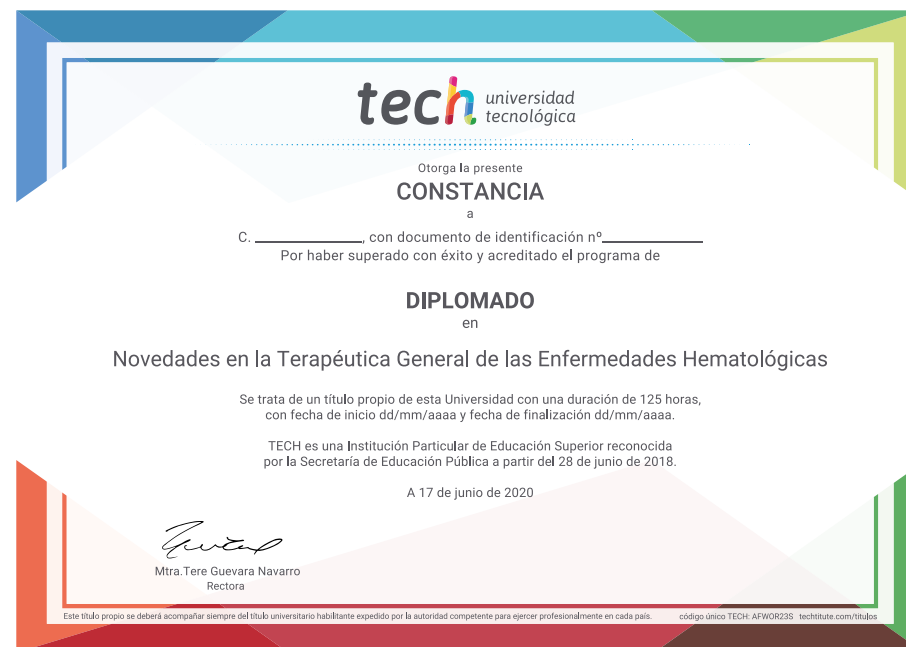 tech universidad
tecnológica
Otorga la presente
CONSTANCIA
a
C. ____________, con documento de identificación nº____________
Por haber superado con éxito y acreditado el programa de
DIPLOMADO
en
Novedades en la Terapéutica General de las Enfermedades Hematológicas
Se trata de un título propio de esta Universidad con una duración de 125 horas,
con fecha de inicio dd/mm/aaaa y fecha de finalización dd/mm/aaaa.
TECH es una Institución Particular de Educación Superior reconocida
por la Secretaría de Educación Pública a partir del 28 de junio de 2018.
A 17 de junio de 2020
Mtra.Tere Guevara Navarro
Rectora
Este título propio se deberá acompañar siempre del título universitario habilitante expedido por la autoridad competente para ejercer profesionalmente en cada país. código único TECH: AFWOR23S techtitute.com/titulos